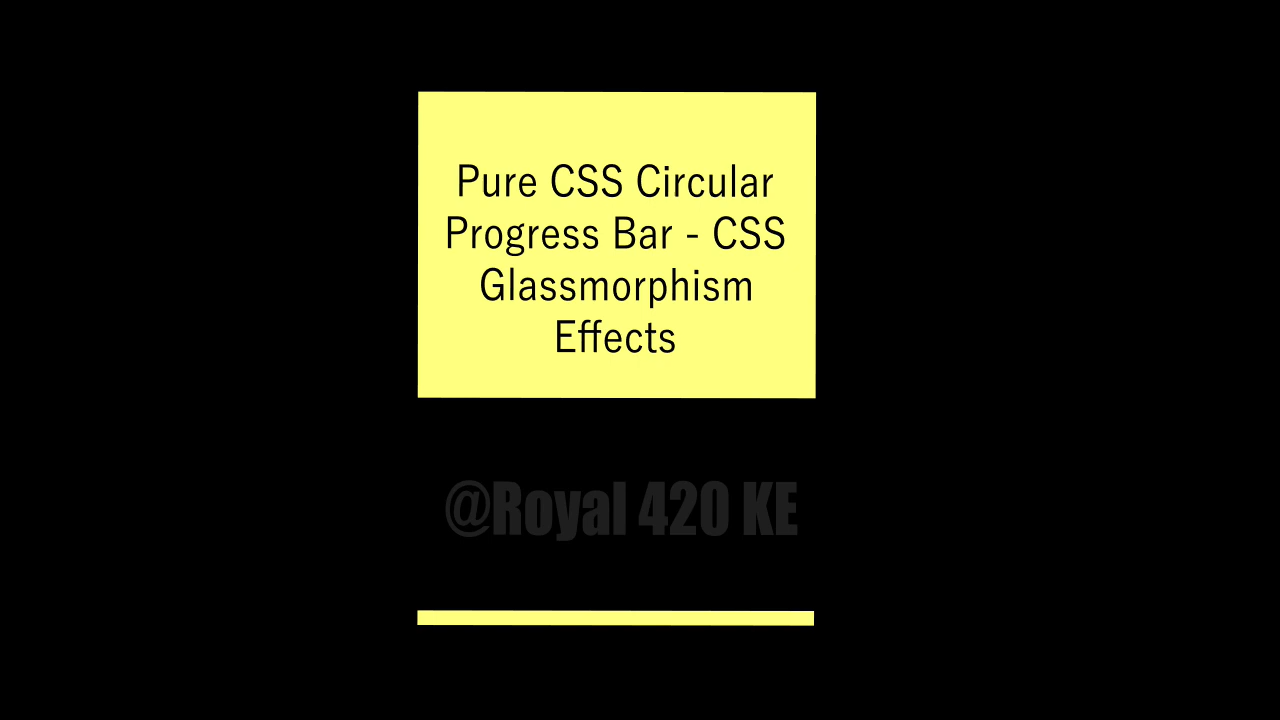 Pure CSS Circular
Progress Bar - CSS
Glassmorphism
Effects
@Royal 420 KE